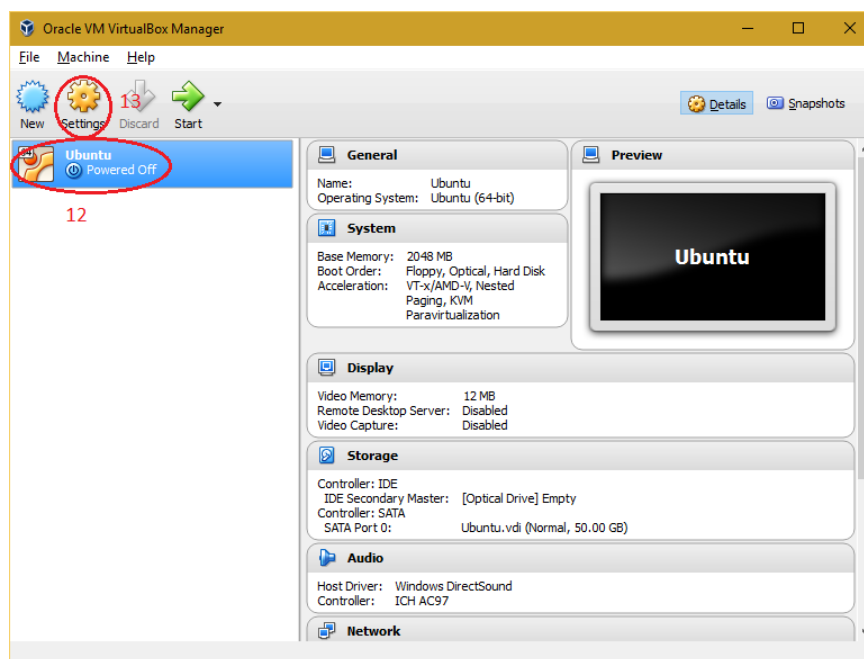 Oracle VM VirtualBox Manager
File Machine Help
New Settings 13 Discard Start Details Snapshots
64 Ubuntu
Powered Off
12
General
Name: Ubuntu
Operating System: Ubuntu (64-bit)
System
Base Memory: 2048 MB
Boot Order: Floppy, Optical, Hard Disk
Acceleration: VT-x/AMD-V, Nested
Paging, KVM
Paravirtualization
Preview
Ubuntu
Display
Video Memory: 12 MB
Remote Desktop Server: Disabled
Video Capture: Disabled
Storage
Controller: IDE
IDE Secondary Master: [Optical Drive] Empty
Controller: SATA
SATA Port 0: Ubuntu.vdi (Normal, 50.00 GB)
Audio
Host Driver: Windows DirectSound
Controller: ICH AC97
Network